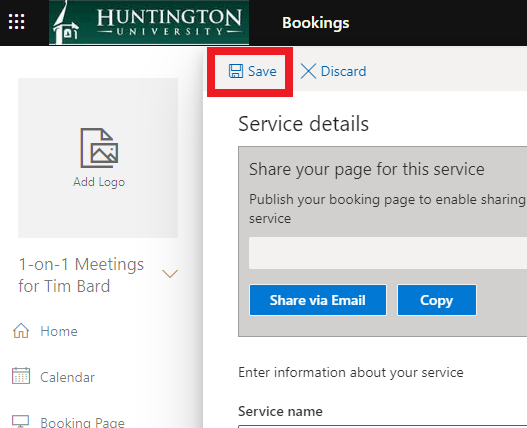 HUNTINGTON
UNIVERSITY
Bookings
Save
Discard
Add Logo
1-on-1 Meetings
for Tim Bard
Home
Calendar
Booking Page
Service details
Share your page for this service
Publish your booking page to enable sharing
service
Share via Email
Copy
Enter information about your service
Service name